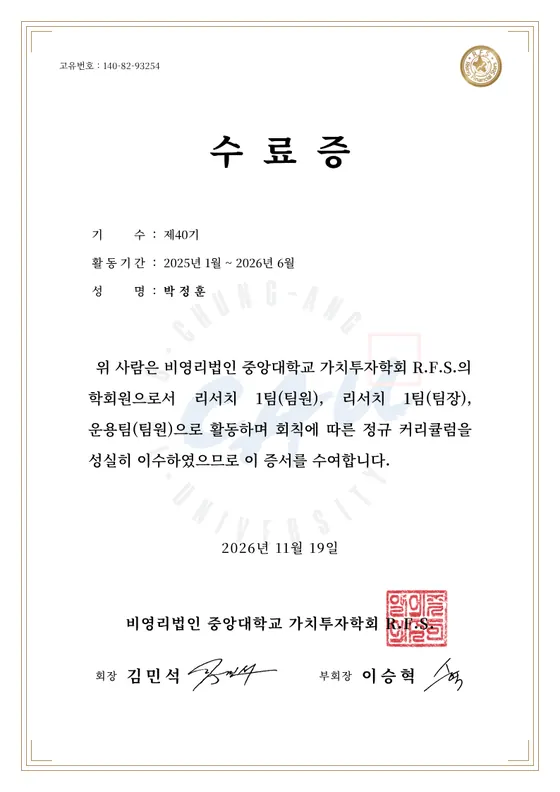 고유번호 : 140-82-93254
수 료 증
기 수 : 제40기
활동기간 : 2025년 1월 ~ 2026년 6월
성 명 : 박정훈
위 사람은 비영리법인 중앙대학교 가치투자학회 R.F.S.의
학회원으로서 리서치 1팀(팀원), 리서치 1팀(팀장),
운용팀(팀원)으로 활동하며 회칙에 따른 정규 커리큘럼을
성실히 이수하였으므로 이 증서를 수여합니다.
CHUNG-ANG
CAU
UNIVERSITY
2026년 11월 19일
비영리법인 중앙대학교 가치투자학회 R.F.S.
회장 김민석
부회장 이승혁